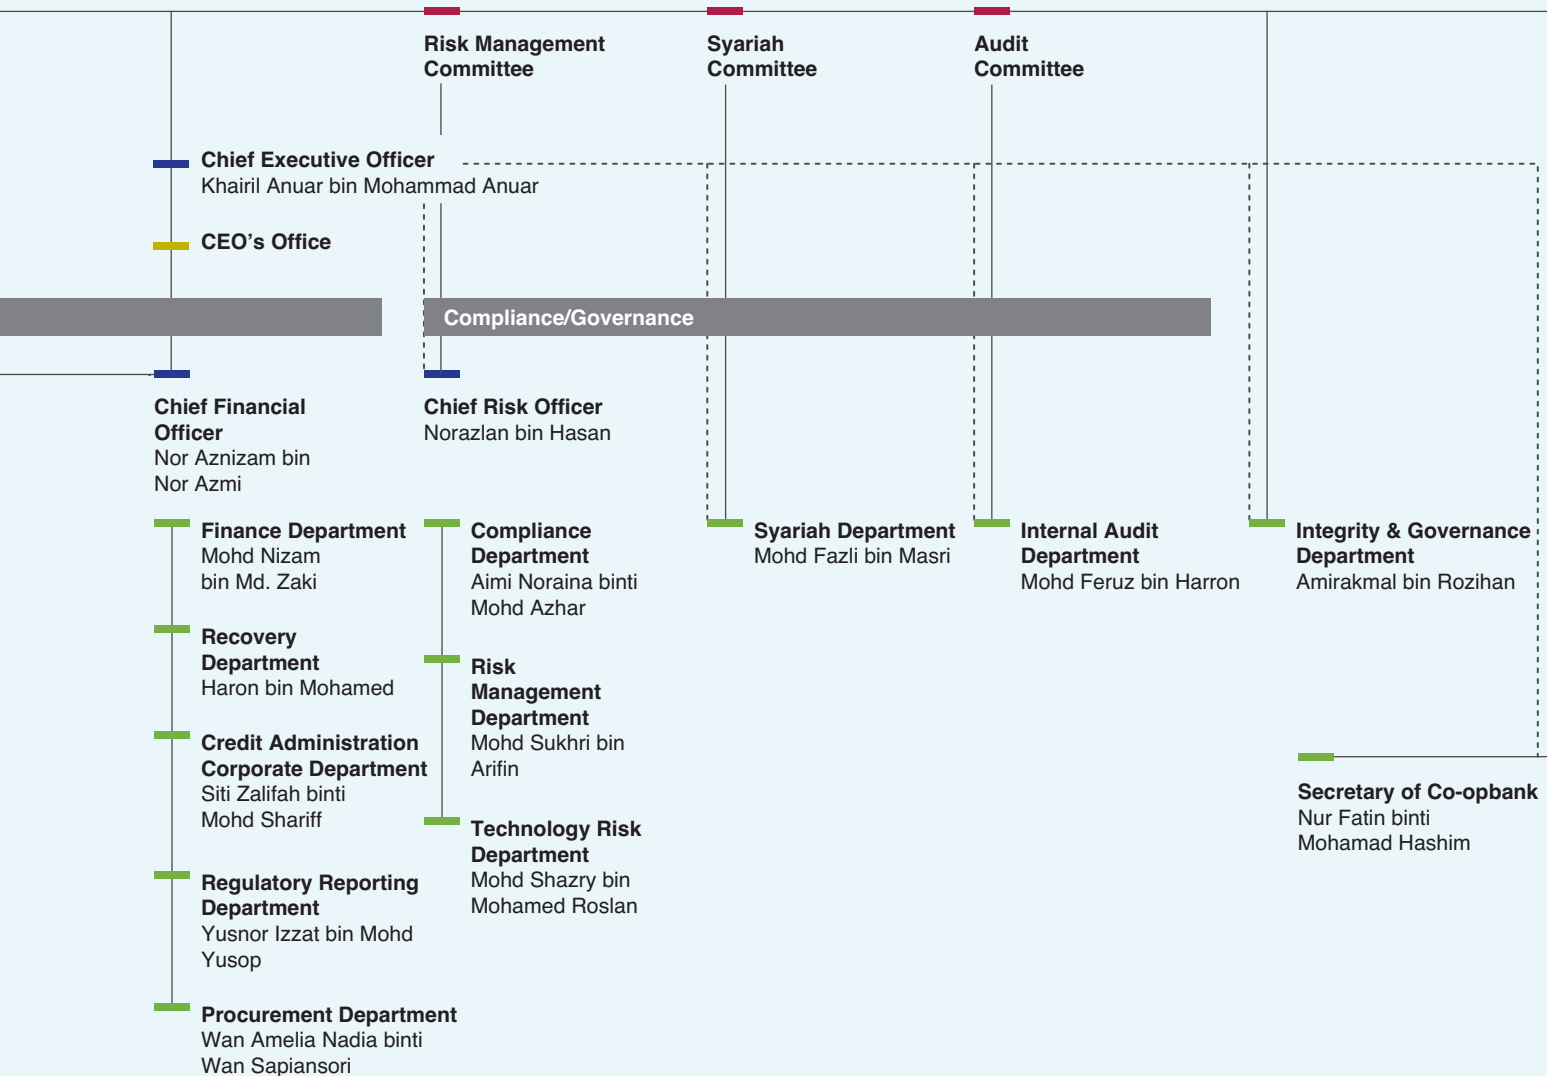 Risk Management
Committee
Syariah
Committee
Audit
Committee
Chief Executive Officer
Khairil Anuar bin Mohammad Anuar
CEO's Office
Compliance/Governance
Chief Financial
Officer
Nor Aznizam bin
Nor Azmi
Chief Risk Officer
Norazlan bin Hasan
Finance Department
Mohd Nizam
bin Md. Zaki
Recovery
Department
Haron bin Mohamed
Credit Administration
Corporate Department
Siti Zalifah binti
Mohd Shariff
Regulatory Reporting
Department
Yusnor Izzat bin Mohd
Yusop
Procurement Department
Wan Amelia Nadia binti
Wan Sapiansori
Compliance
Department
Aimi Noraina binti
Mohd Azhar
Risk
Management
Department
Mohd Sukhri bin
Arifin
Technology Risk
Department
Mohd Shazry bin
Mohamed Roslan
Syariah Department
Mohd Fazli bin Masri
Internal Audit
Department
Mohd Feruz bin Harron
Integrity & Governance
Department
Amirakmal bin Rozihan
Secretary of Co-opbank
Nur Fatin binti
Mohamad Hashim